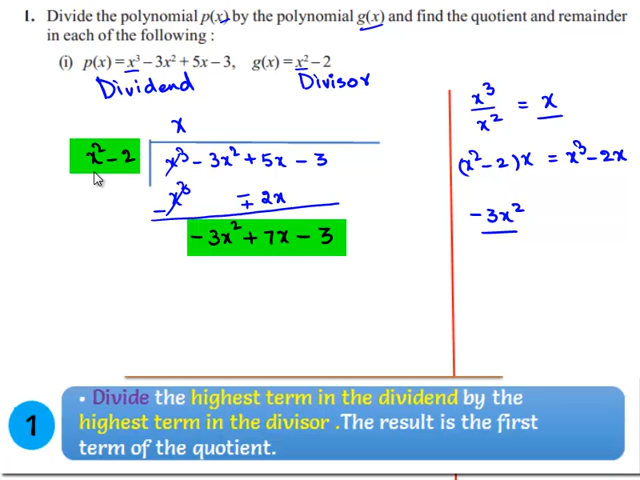 1. Divide the polynomial p(x) by the polynomial g(x) and find the quotient and remainder
in each of the following :
(i) p(x) = x³ − 3x² + 5x − 3, g(x) = x² − 2
Dividend Divisor
x³/x² = x
x
x² − 2 x³ − 3x² + 5x − 3
(x² − 2) x = x³ − 2x
− x³ ∓ 2x
− 3x²
− 3x² + 7x − 3
• Divide the highest term in the dividend by the
1 highest term in the divisor .The result is the first
term of the quotient.